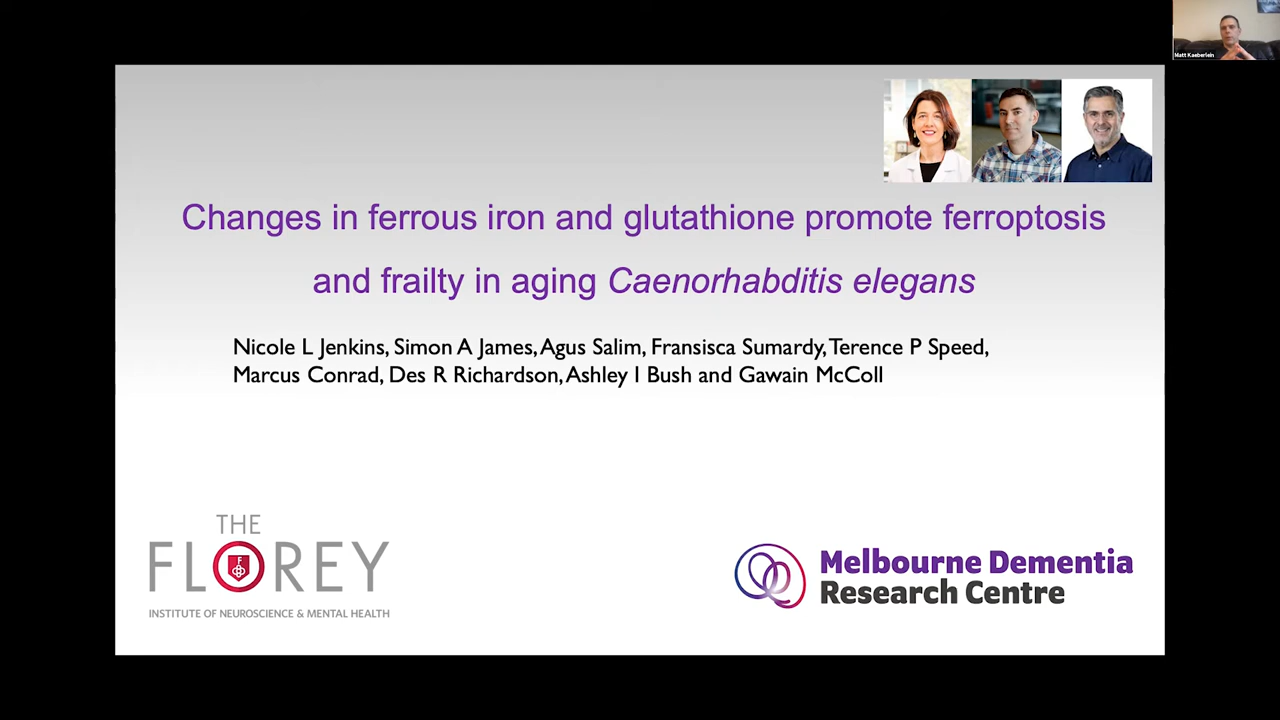 Matt Kaeberlein
Changes in ferrous iron and glutathione promote ferroptosis
and frailty in aging Caenorhabditis elegans
Nicole L Jenkins, Simon A James, Agus Salim, Fransisca Sumardy, Terence P Speed,
Marcus Conrad, Des R Richardson, Ashley I Bush and Gawain McColl
THE
FLOREY
INSTITUTE OF NEUROSCIENCE & MENTAL HEALTH
Melbourne Dementia
Research Centre